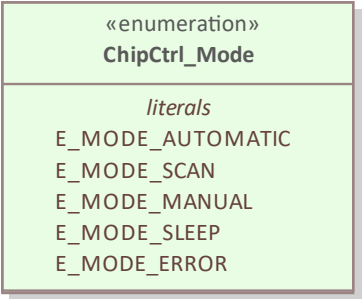 «enumeration»
ChipCtrl_Mode
literals
E_MODE_AUTOMATIC
E_MODE_SCAN
E_MODE_MANUAL
E_MODE_SLEEP
E_MODE_ERROR